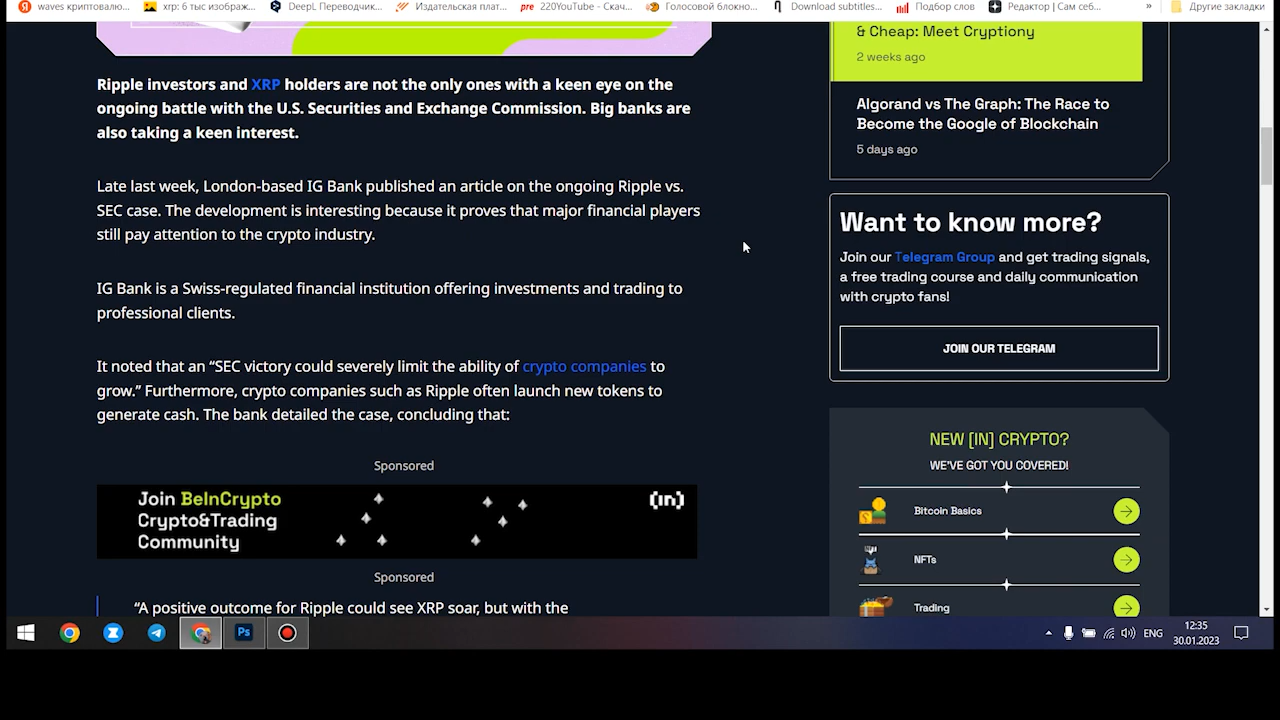 waves криптовалю...
xrp: 6 тыс изображ...
DeepL Переводчик...
Издательская плат...
pre 220YouTube - Скач...
Голосовой блокно...
Download subtitles...
Подбор слов
Редактор | Сам себ...
»
Другие закладки
Ripple investors and XRP holders are not the only ones with a keen eye on the
ongoing battle with the U.S. Securities and Exchange Commission. Big banks are
also taking a keen interest.
Late last week, London-based IG Bank published an article on the ongoing Ripple vs.
SEC case. The development is interesting because it proves that major financial players
still pay attention to the crypto industry.
IG Bank is a Swiss-regulated financial institution offering investments and trading to
professional clients.
It noted that an “SEC victory could severely limit the ability of crypto companies to
grow.” Furthermore, crypto companies such as Ripple often launch new tokens to
generate cash. The bank detailed the case, concluding that:
Sponsored
Join BeInCrypto
Crypto&Trading
Community
(in)
Sponsored
“A positive outcome for Ripple could see XRP soar, but with the
& Cheap: Meet Cryptiony
2 weeks ago
Algorand vs The Graph: The Race to
Become the Google of Blockchain
5 days ago
Want to know more?
Join our Telegram Group and get trading signals,
a free trading course and daily communication
with crypto fans!
JOIN OUR TELEGRAM
NEW [IN] CRYPTO?
WE'VE GOT YOU COVERED!
Bitcoin Basics
NFTs
Trading
Ps
ENG
12:35
30.01.2023